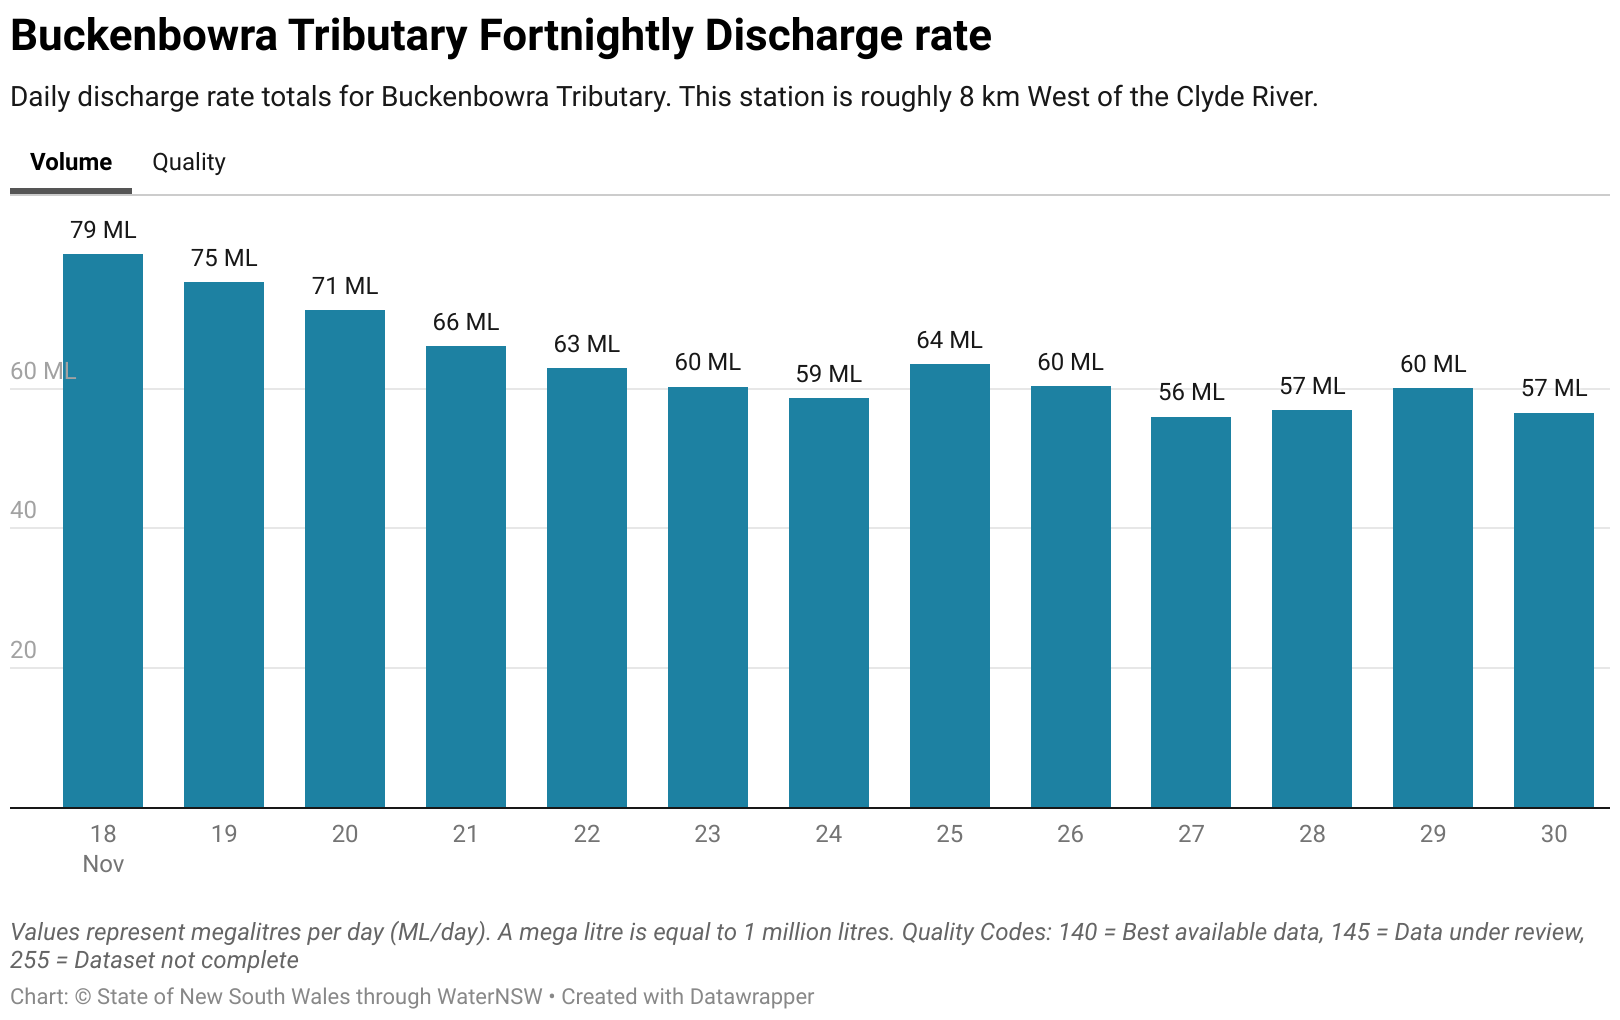 Buckenbowra Tributary Fortnightly Discharge rate
Daily discharge rate totals for Buckenbowra Tributary. This station is roughly 8 km West of the Clyde River.
Volume Quality
79 ML
75 ML
71 ML
66 ML
63 ML
60 ML
59 ML
64 ML
60 ML
56 ML
57 ML
60 ML
57 ML
60 ML
40
20
18 19 20 21 22 23 24 25 26 27 28 29 30
Nov
Values represent megalitres per day (ML/day). A mega litre is equal to 1 million litres. Quality Codes: 140 = Best available data, 145 = Data under review,
255 = Dataset not complete
Chart: © State of New South Wales through WaterNSW • Created with Datawrapper